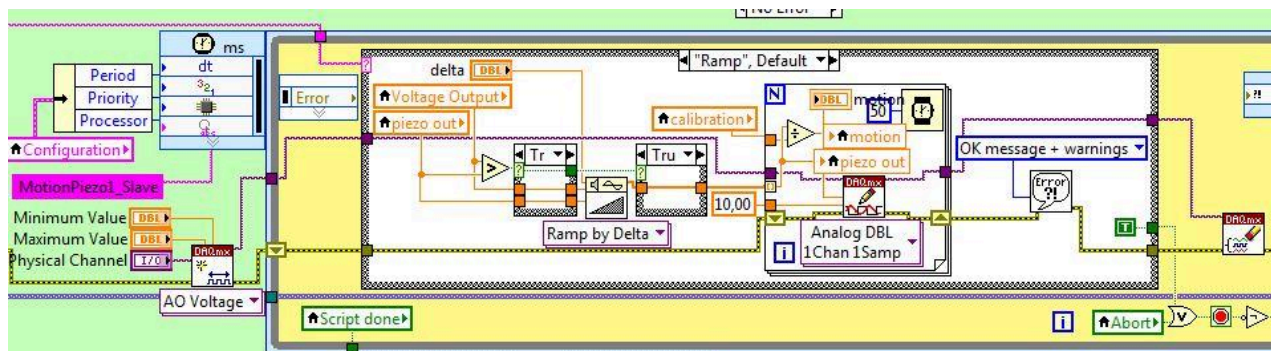 No Error
ms
dt
Period
Priority
Processor
Configuration
MotionPiezo1_Slave
Minimum Value
DBL
Maximum Value
DBL
Physical Channel
I/O
DAQmx
AO Voltage
Error
"Ramp", Default
delta
DBL
Voltage Output
piezo out
>
Tr
Tru
Ramp by Delta
N
DBL
motion
50
calibration
÷
motion
piezo out
10,00
DAQmx
Analog DBL
1Chan 1Samp
i
OK message + warnings
Error
?!
T
DAQmx
?!
Script done
i
Abort
V